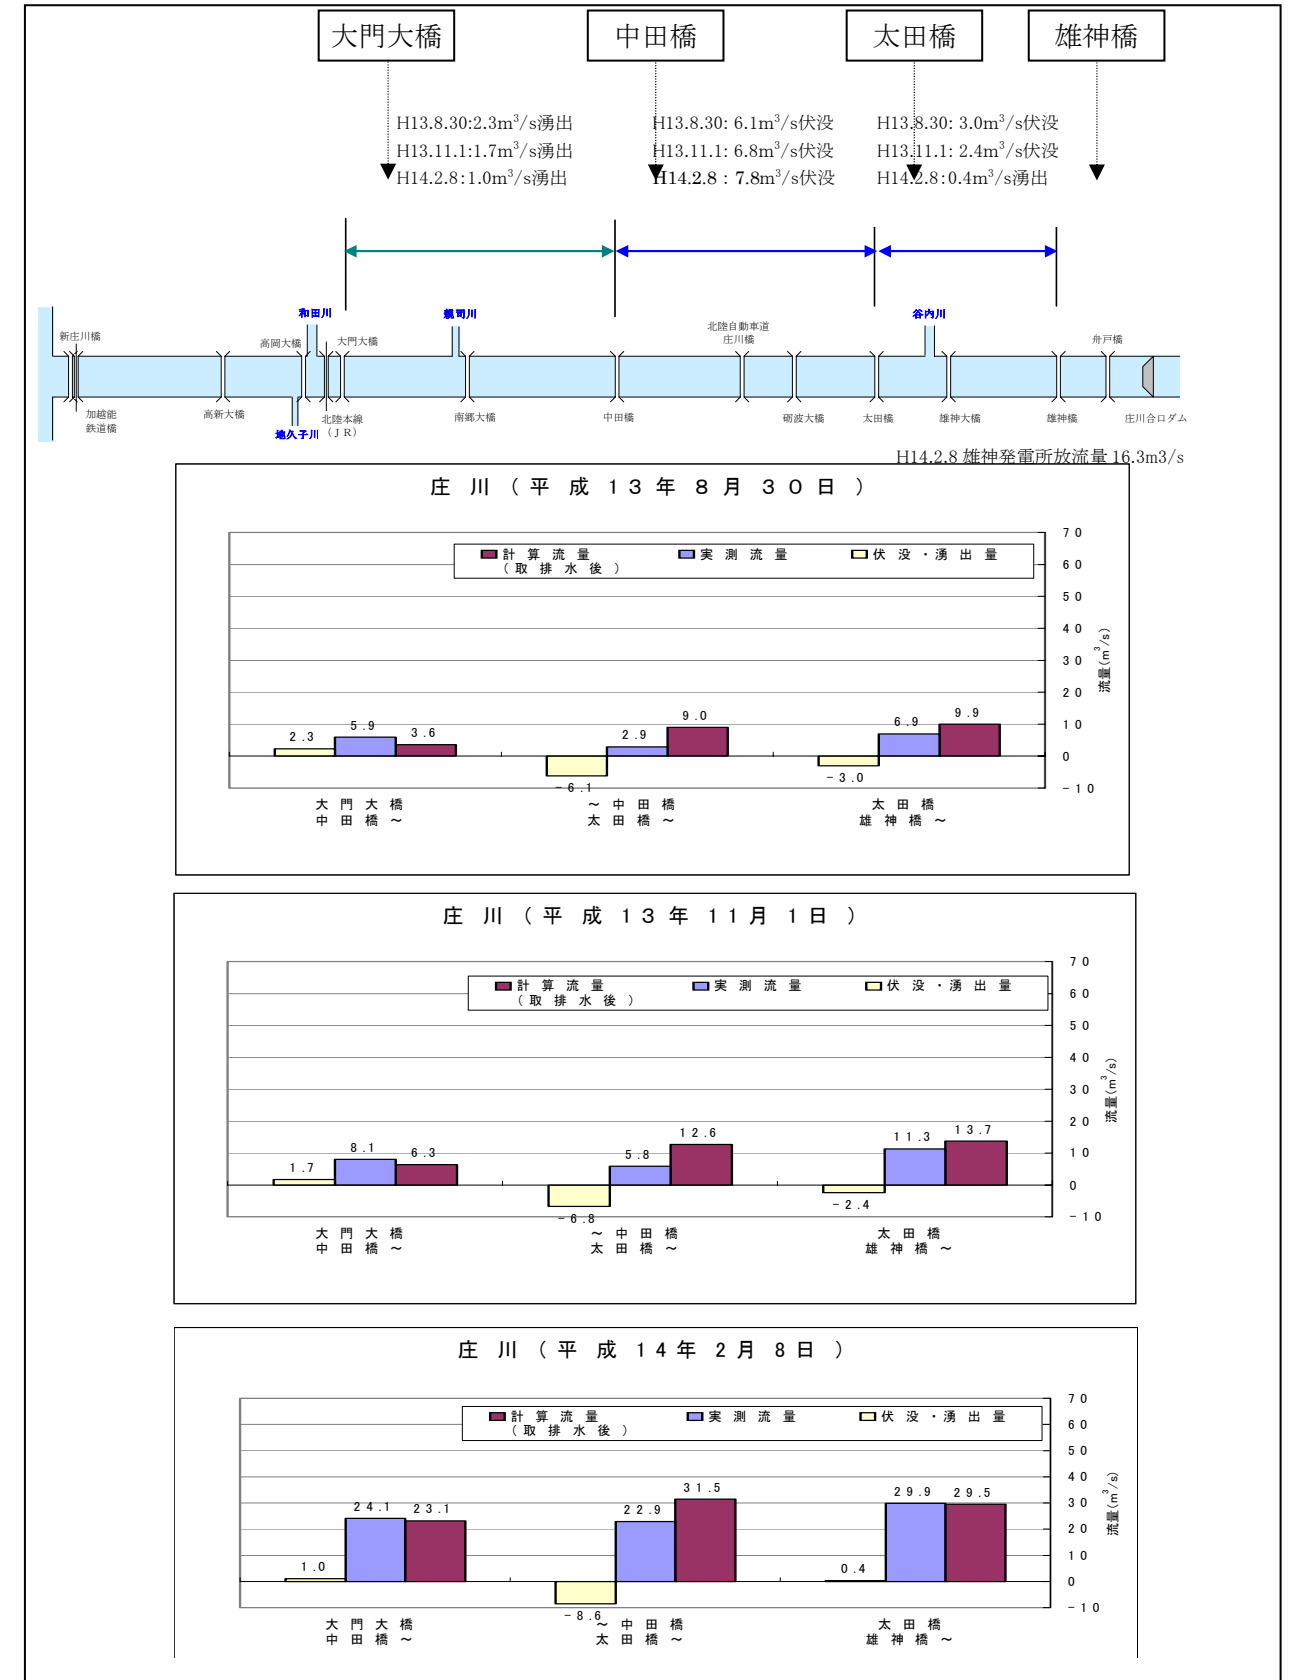 大門大橋 中田橋 太田橋 雄神橋
H13.8.30:2.3m³/s湧出 H13.8.30: 6.1m³/s伏没 H13.8.30: 3.0m³/s伏没
H13.11.1:1.7m³/s湧出 H13.11.1: 6.8m³/s伏没 H13.11.1: 2.4m³/s伏没
H14.2.8:1.0m³/s湧出 H14.2.8 : 7.8m³/s伏没 H14.2.8:0.4m³/s湧出
和田川 親司川 谷内川
北陸自動車道
庄川橋
新庄川橋 高岡大橋 大門大橋 舟戸橋
加越能
鉄道橋
高新大橋
地久子川
北陸本線
(JR)
南郷大橋 中田橋 砺波大橋 太田橋 雄神大橋 雄神橋 庄川合口ダム
H14.2.8 雄神発電所放流量 16.3m3/s
庄川(平成13年8月30日)
計算流量 実測流量 伏没・湧出量
(取排水後)
70
60
50
40
30
20
10
0
-10
流量(m³/s)
2.3 5.9 3.6 -6.1 2.9 9.0 -3.0 6.9 9.9
大門大橋 ～中田橋 太田橋
中田橋～ 太田橋～ 雄神橋～
庄川(平成13年11月1日)
計算流量 実測流量 伏没・湧出量
(取排水後)
70
60
50
40
30
20
10
0
-10
流量(m³/s)
1.7 8.1 6.3 -6.8 5.8 12.6 -2.4 11.3 13.7
大門大橋 ～中田橋 太田橋
中田橋～ 太田橋～ 雄神橋～
庄川(平成14年2月8日)
計算流量 実測流量 伏没・湧出量
(取排水後)
70
60
50
40
30
20
10
0
-10
流量(m³/s)
1.0 24.1 23.1 -8.6 22.9 31.5 0.4 29.9 29.5
大門大橋 ～中田橋 太田橋
中田橋～ 太田橋～ 雄神橋～